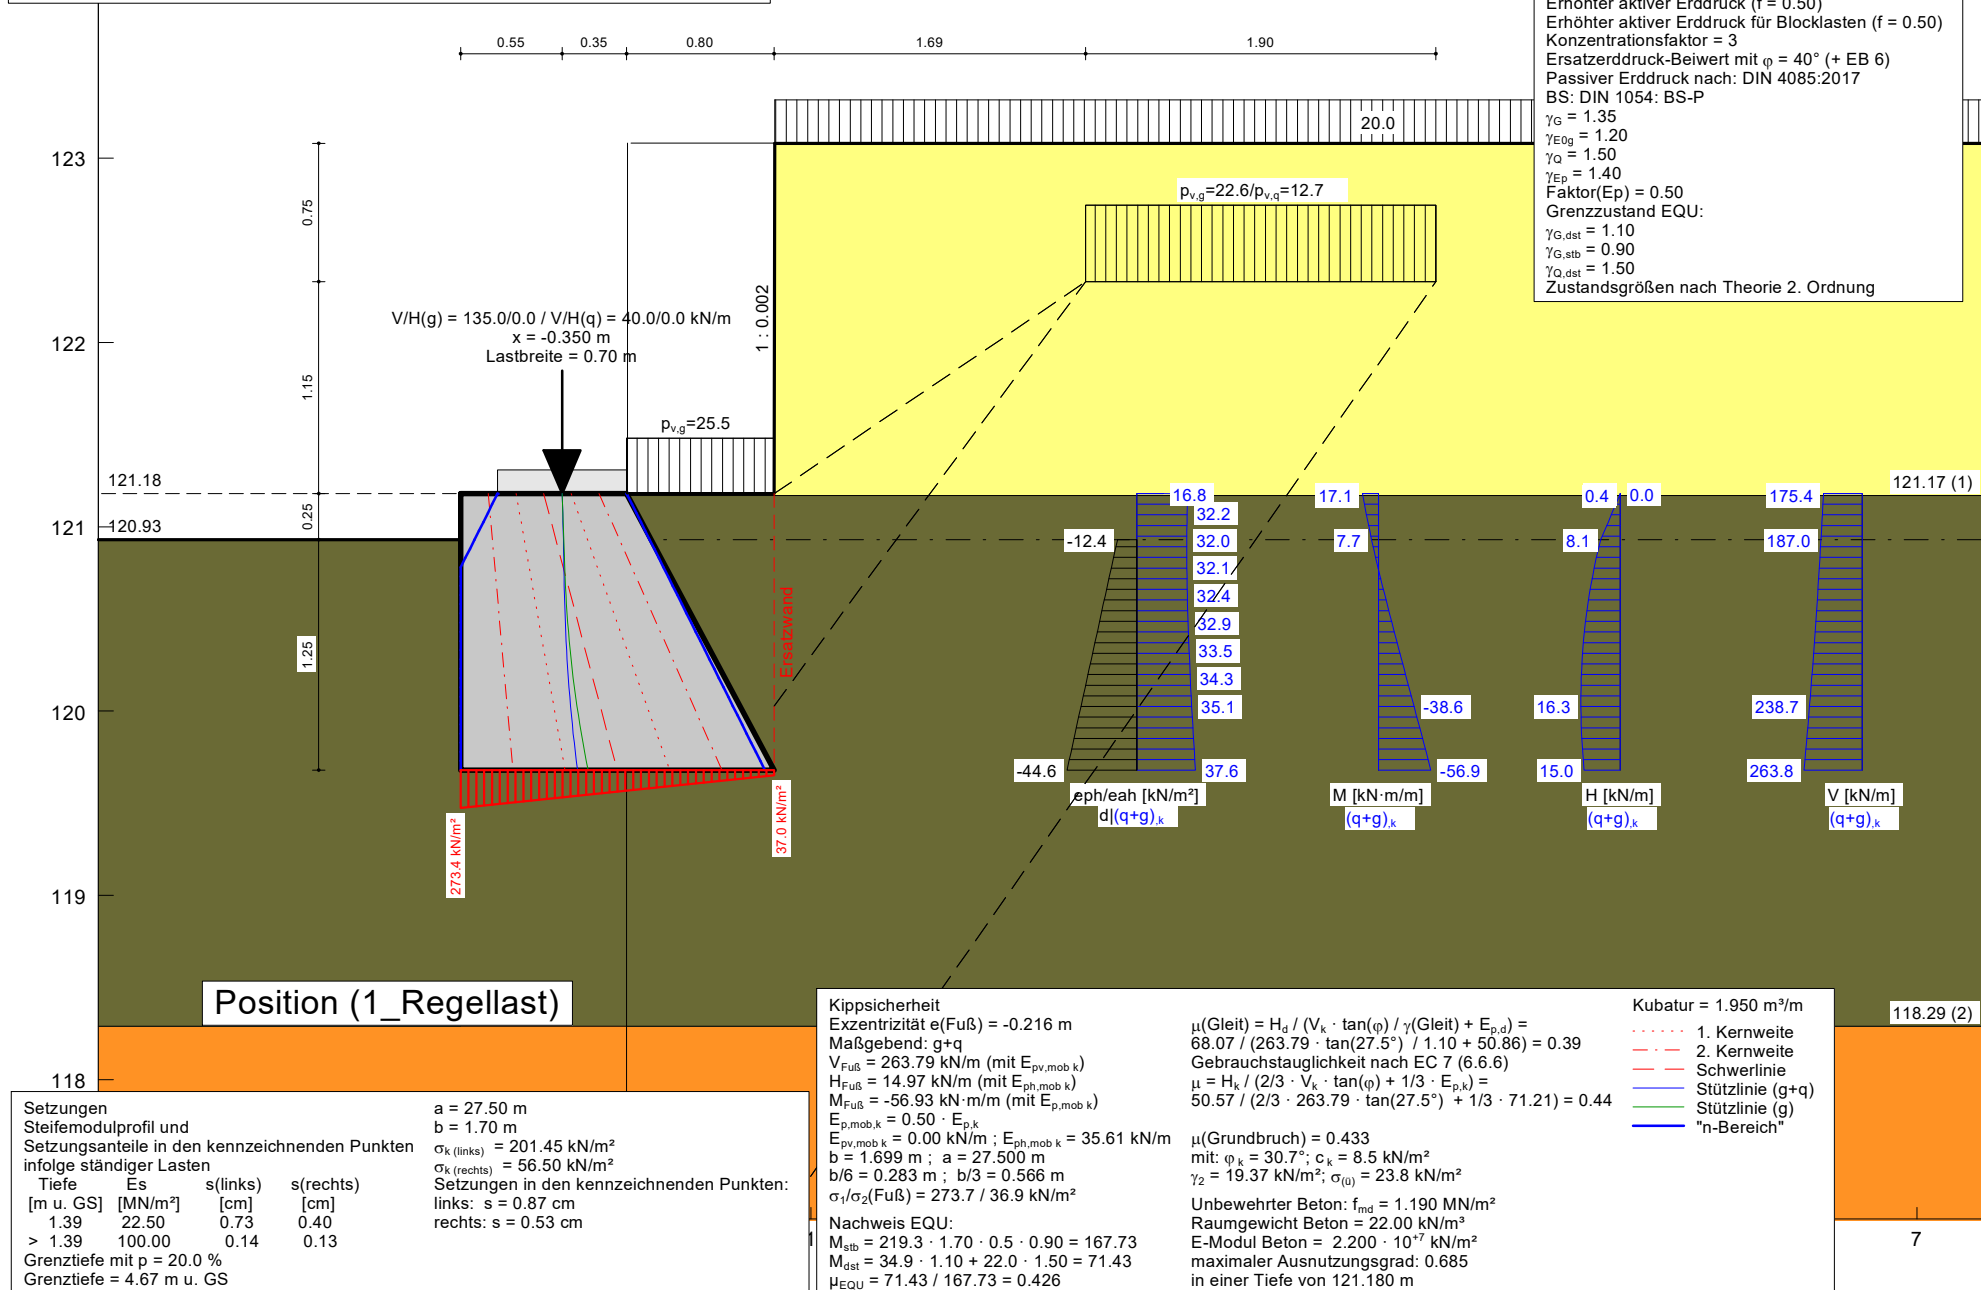 Erhöhter aktiver Erddruck (f = 0.50)
Erhöhter aktiver Erddruck für Blocklasten (f = 0.50)
Konzentrationsfaktor = 3
Ersatzerddruck-Beiwert mit φ = 40° (+ EB 6)
Passiver Erddruck nach: DIN 4085:2017
BS: DIN 1054: BS-P
γG = 1.35
γE0g = 1.20
γQ = 1.50
γEp = 1.40
Faktor(Ep) = 0.50
Grenzzustand EQU:
γG,dst = 1.10
γG,stb = 0.90
γQ,dst = 1.50
Zustandsgrößen nach Theorie 2. Ordnung
0.55 0.35 0.80 1.69 1.90
20.0
123
0.75
pv,g=22.6/pv,q=12.7
1 : 0.002
V/H(g) = 135.0/0.0 / V/H(q) = 40.0/0.0 kN/m
x = -0.350 m
Lastbreite = 0.70 m
122
1.15
pv,g=25.5
121.18
121.17 (1)
0.25
121
120.93
1.25
Ersatzwand
120
119
118
16.8
32.2
-12.4
32.0
32.1
32.4
32.9
33.5
34.3
35.1
-44.6
37.6
eph/eah [kN/m²]
d|(q+g),k
17.1
7.7
-38.6
-56.9
M [kN·m/m]
(q+g),k
0.4 0.0
8.1
16.3
15.0
H [kN/m]
(q+g),k
175.4
187.0
238.7
263.8
V [kN/m]
(q+g),k
273.4 kN/m²
37.0 kN/m²
Position (1_Regellast)
118.29 (2)
7
Setzungen
Steifemodulprofil und
Setzungsanteile in den kennzeichnenden Punkten
infolge ständiger Lasten
Tiefe Es s(links) s(rechts)
[m u. GS] [MN/m²] [cm] [cm]
1.39 22.50 0.73 0.40
> 1.39 100.00 0.14 0.13
Grenztiefe mit p = 20.0 %
Grenztiefe = 4.67 m u. GS
a = 27.50 m
b = 1.70 m
σk (links) = 201.45 kN/m²
σk (rechts) = 56.50 kN/m²
Setzungen in den kennzeichnenden Punkten:
links: s = 0.87 cm
rechts: s = 0.53 cm
Kippsicherheit
Exzentrizität e(Fuß) = -0.216 m
Maßgebend: g+q
VFuß = 263.79 kN/m (mit Epv,mob k)
HFuß = 14.97 kN/m (mit Eph,mob k)
MFuß = -56.93 kN·m/m (mit Ep,mob k)
Ep,mob,k = 0.50 · Ep,k
Epv,mob k = 0.00 kN/m ; Eph,mob k = 35.61 kN/m
b = 1.699 m ; a = 27.500 m
b/6 = 0.283 m ; b/3 = 0.566 m
σ1/σ2(Fuß) = 273.7 / 36.9 kN/m²
Nachweis EQU:
Mstb = 219.3 · 1.70 · 0.5 · 0.90 = 167.73
Mdst = 34.9 · 1.10 + 22.0 · 1.50 = 71.43
μEQU = 71.43 / 167.73 = 0.426
μ(Gleit) = Hd / (Vk · tan(φ) / γ(Gleit) + Ep,d) =
68.07 / (263.79 · tan(27.5°) / 1.10 + 50.86) = 0.39
Gebrauchstauglichkeit nach EC 7 (6.6.6)
μ = Hk / (2/3 · Vk · tan(φ) + 1/3 · Ep,k) =
50.57 / (2/3 · 263.79 · tan(27.5°) + 1/3 · 71.21) = 0.44
μ(Grundbruch) = 0.433
mit: φk = 30.7°; ck = 8.5 kN/m²
γ2 = 19.37 kN/m³; σ(ü) = 23.8 kN/m²
Unbewehrter Beton: fmd = 1.190 MN/m²
Raumgewicht Beton = 22.00 kN/m³
E-Modul Beton = 2.200 · 10+7 kN/m²
maximaler Ausnutzungsgrad: 0.685
in einer Tiefe von 121.180 m
Kubatur = 1.950 m³/m
1. Kernweite
2. Kernweite
Schwerlinie
Stützlinie (g+q)
Stützlinie (g)
"n-Bereich"